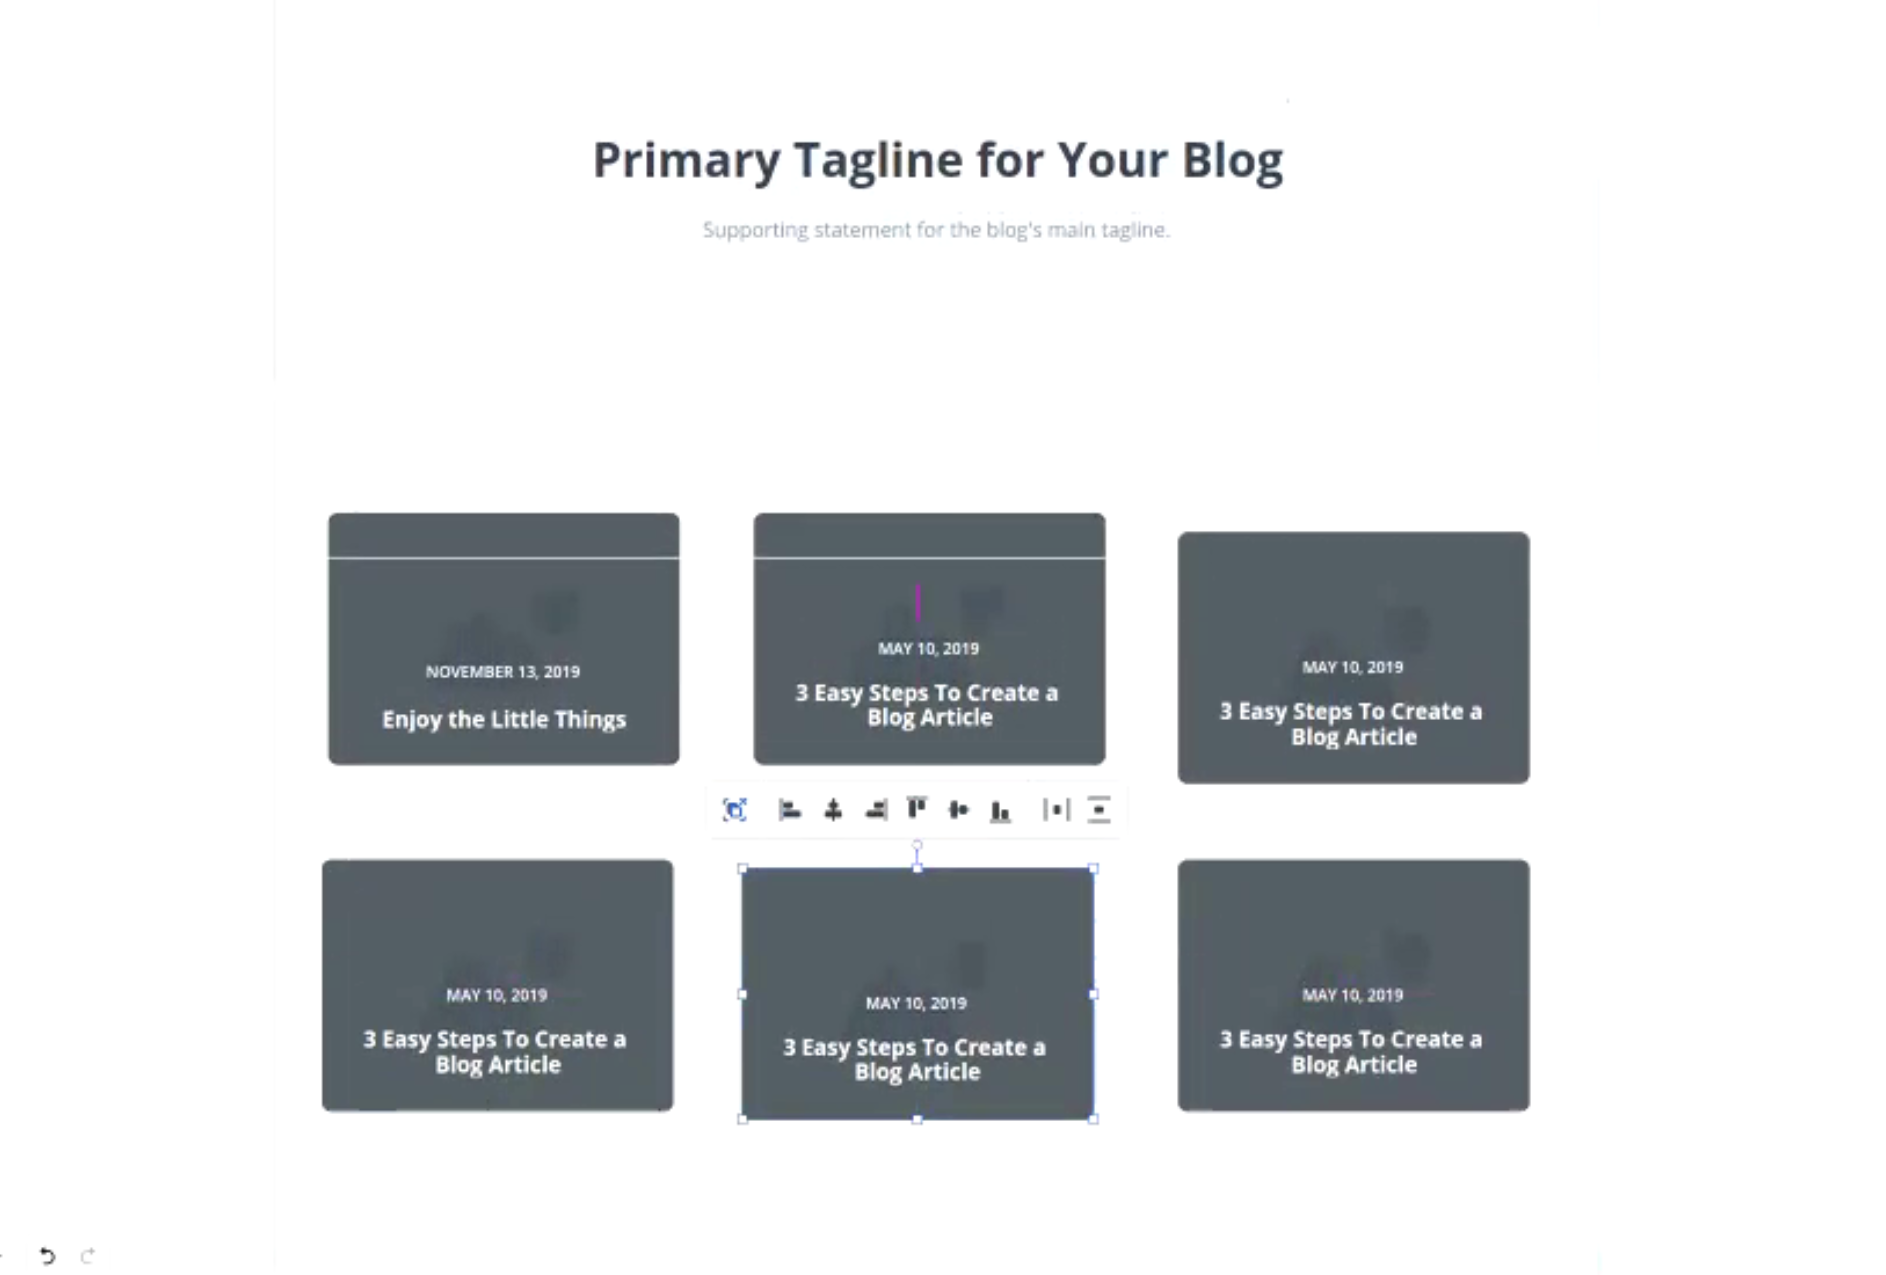 Primary Tagline for Your Blog
Supporting statement for the blog's main tagline.
NOVEMBER 13, 2019
Enjoy the Little Things
MAY 10, 2019
3 Easy Steps To Create a
Blog Article
MAY 10, 2019
3 Easy Steps To Create a
Blog Article
MAY 10, 2019
3 Easy Steps To Create a
Blog Article
MAY 10, 2019
3 Easy Steps To Create a
Blog Article
MAY 10, 2019
3 Easy Steps To Create a
Blog Article